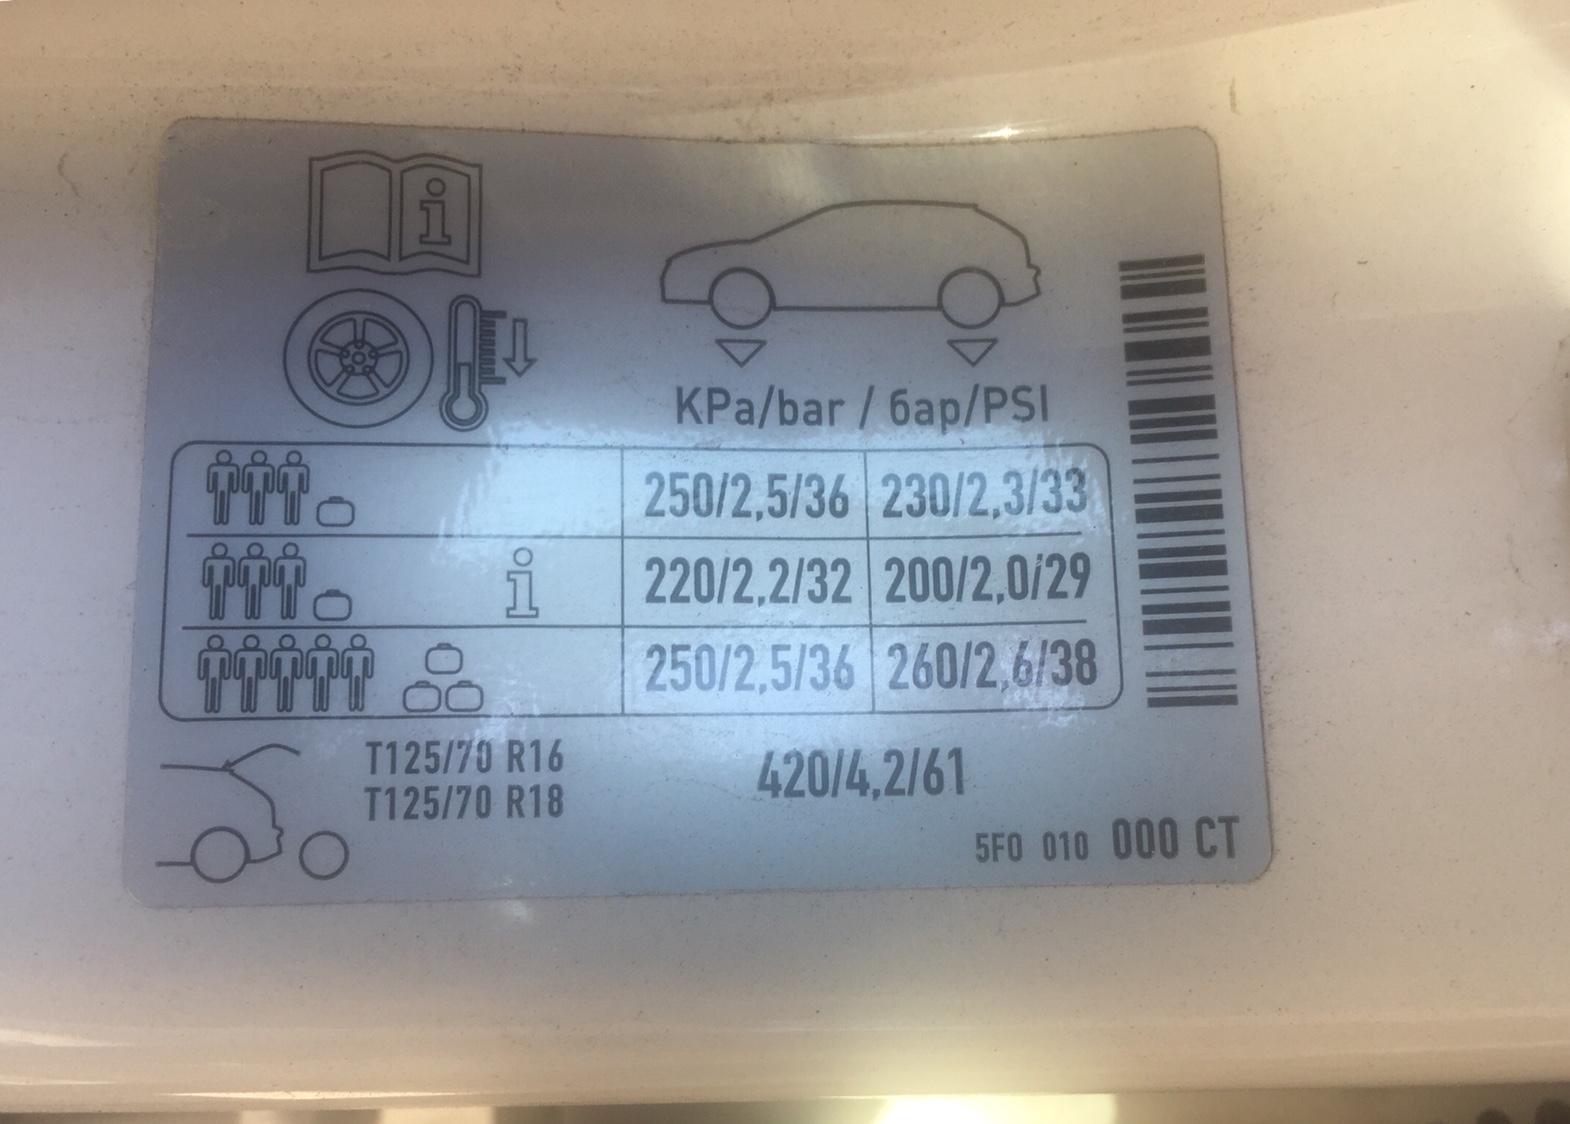 i
KPa/bar / бар/PSI
250/2,5/36 230/2,3/33
i 220/2,2/32 200/2,0/29
250/2,5/36 260/2,6/38
T125/70 R16
T125/70 R18
420/4,2/61
5F0 010 000 CT